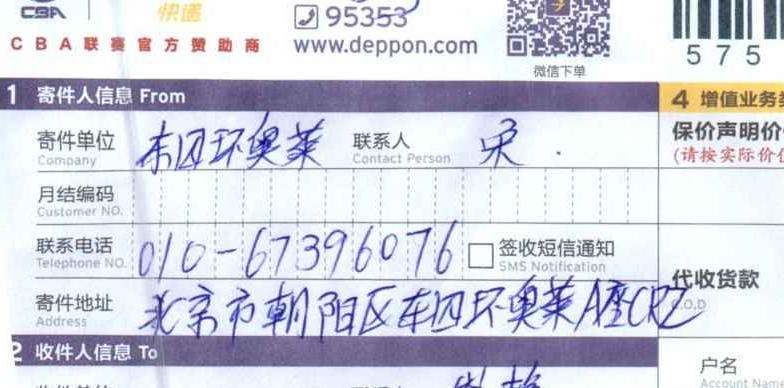 CBA 快递 95353
CBA联赛官方赞助商 www.deppon.com
微信下单
575
1 寄件人信息 From
4 增值业务
寄件单位 东四环奥莱 联系人 宋
Company Contact Person
保价声明价
(请按实际价值
月结编码
Customer NO.
联系电话 010-67396076 签收短信通知
Telephone NO. SMS Notification
代收货款
C.O.D
寄件地址 北京市朝阳区东四环奥莱A座CRZ
Address
2 收件人信息 To
户名
Account Name